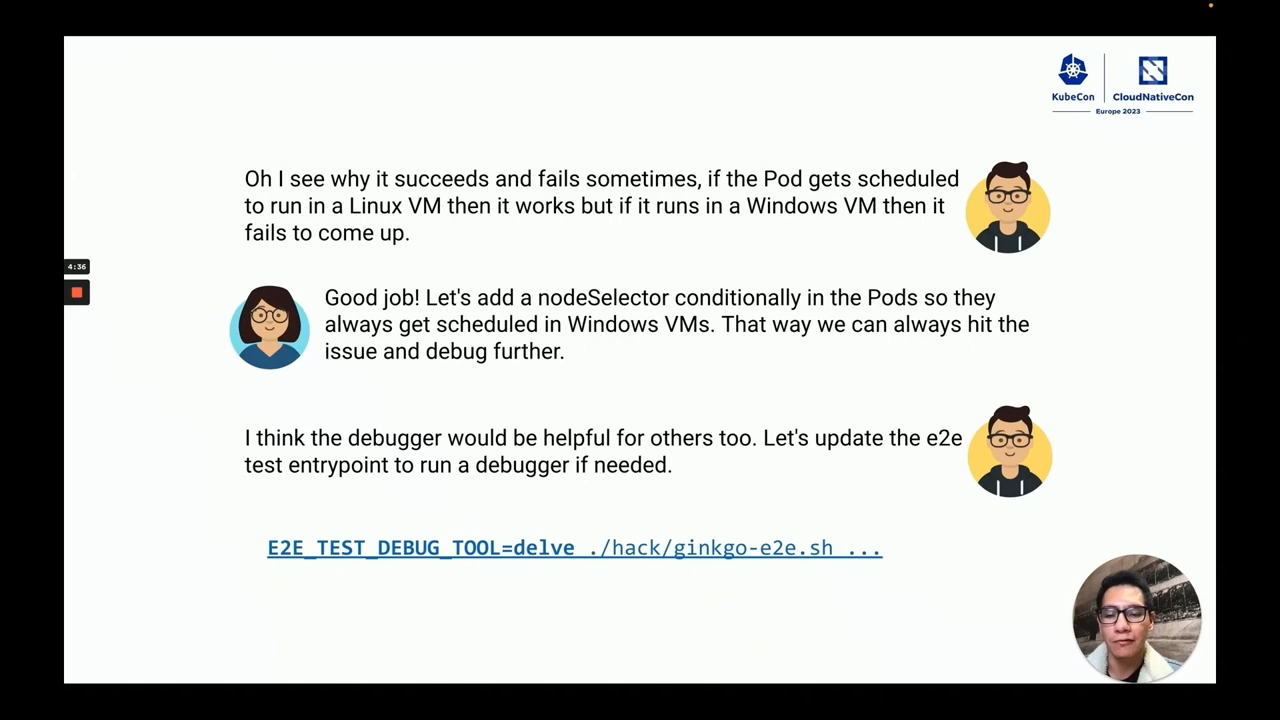 KubeCon
CloudNativeCon
Europe 2023
Oh I see why it succeeds and fails sometimes, if the Pod gets scheduled
to run in a Linux VM then it works but if it runs in a Windows VM then it
fails to come up.
4:36
Good job! Let's add a nodeSelector conditionally in the Pods so they
always get scheduled in Windows VMs. That way we can always hit the
issue and debug further.
I think the debugger would be helpful for others too. Let's update the e2e
test entrypoint to run a debugger if needed.
E2E_TEST_DEBUG_TOOL=delve ./hack/ginkgo-e2e.sh ...